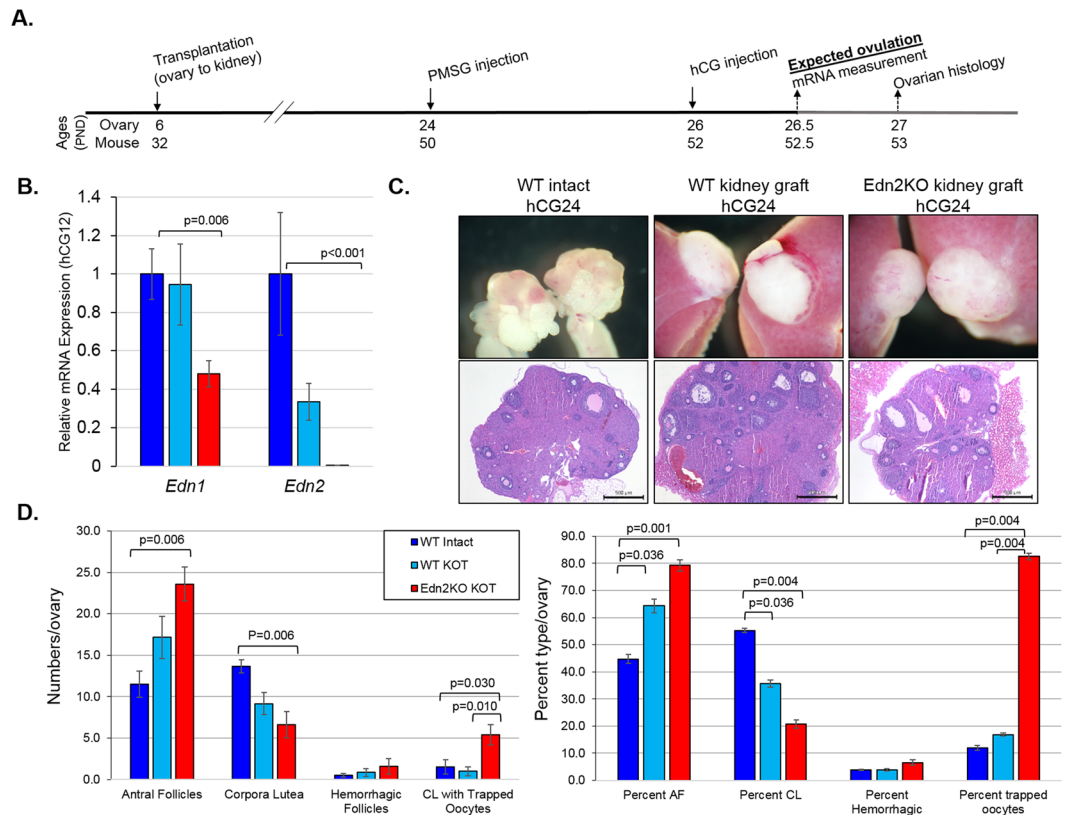 A.
Transplantation
(ovary to kidney)
PMSG injection
hCG injection
Expected ovulation
mRNA measurement
Ovarian histology
Ages
(PND)
Ovary 6 24 26 26.5 27
Mouse 32 50 52 52.5 53
B.
Relative mRNA Expression (hCG12)
1.4
1.2
1
0.8
0.6
0.4
0.2
0
p=0.006
p<0.001
Edn1 Edn2
C.
WT intact
hCG24
WT kidney graft
hCG24
Edn2KO kidney graft
hCG24
D.
Numbers/ovary
30.0
25.0
20.0
15.0
10.0
5.0
0.0
p=0.006
P=0.006
p=0.030
p=0.010
WT Intact
WT KOT
Edn2KO KOT
Antral Follicles
Corpora Lutea
Hemorrhagic
Follicles
CL with Trapped
Oocytes
Percent type/ovary
90.0
80.0
70.0
60.0
50.0
40.0
30.0
20.0
10.0
0.0
p=0.001
p=0.036
p=0.004
p=0.036
p=0.004
p=0.004
Percent AF
Percent CL
Percent
Hemorrhagic
Percent trapped
oocytes